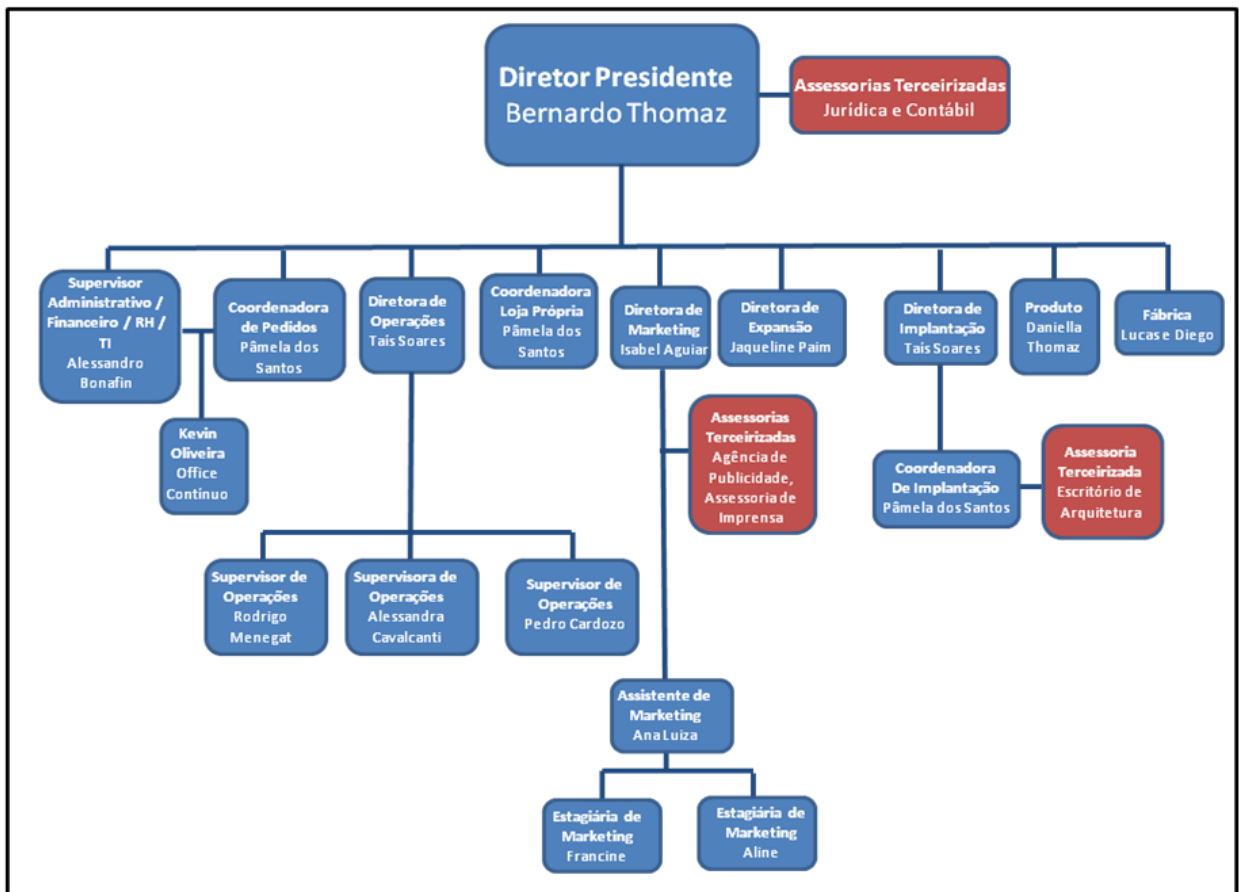 Diretor Presidente
Bernardo Thomaz
Assessorias Terceirizadas
Jurídica e Contábil
Supervisor
Administrativo /
Financeiro / RH /
TI
Alessandro
Bonafin
Coordenadora
de Pedidos
Pâmela dos
Santos
Diretora de
Operações
Taís Soares
Coordenadora
Loja Própria
Pâmela dos
Santos
Diretora de
Marketing
Isabel Aguiar
Diretora de
Expansão
Jaqueline Paim
Diretora de
Implantação
Taís Soares
Produto
Daniella
Thomaz
Fábrica
Lucas e Diego
Kevin
Oliveira
Office
Continuo
Assessorias
Terceirizadas
Agência de
Publicidade,
Assessoria de
Imprensa
Coordenadora
De Implantação
Pâmela dos Santos
Assessoria
Terceirizada
Escritório de
Arquitetura
Supervisor de
Operações
Rodrigo
Menegat
Supervisora de
Operações
Alessandra
Cavalcanti
Supervisor de
Operações
Pedro Cardozo
Assistente de
Marketing
Ana Luiza
Estagiária de
Marketing
Francine
Estagiária de
Marketing
Aline